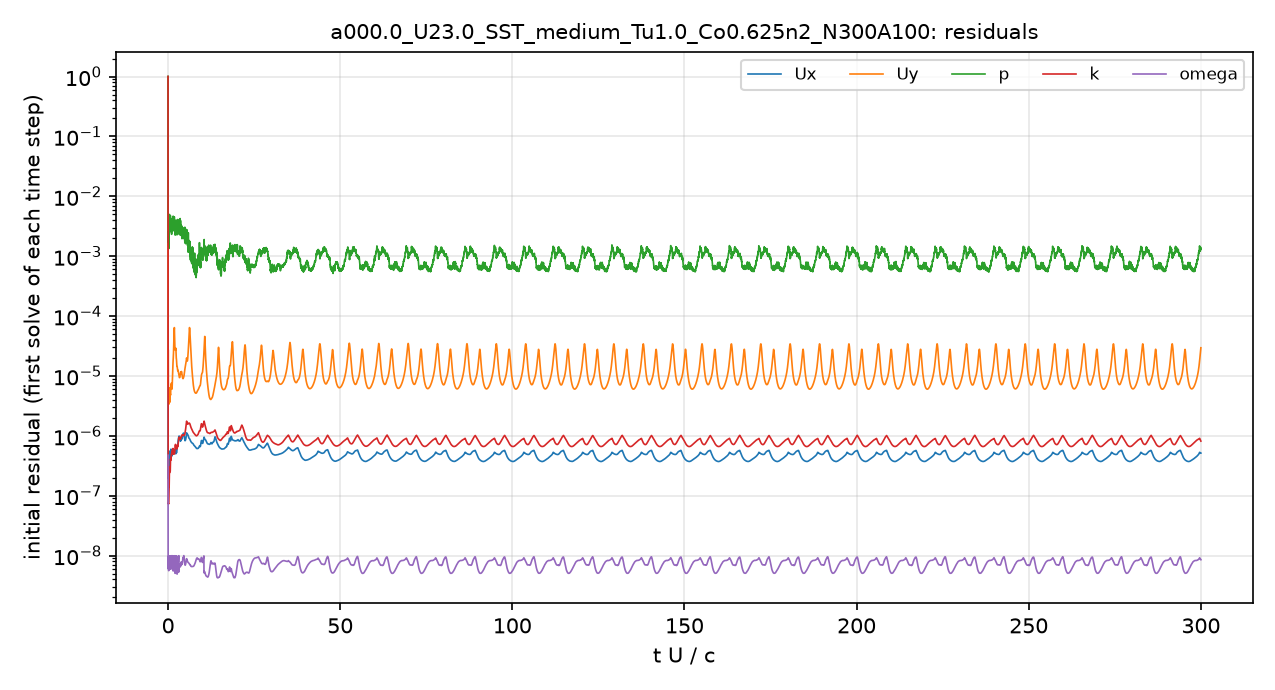 a000.0_U23.0_SST_medium_Tu1.0_Co0.625n2_N300A100: residuals
Ux Uy p k omega
initial residual (first solve of each time step)
10⁰
10⁻¹
10⁻²
10⁻³
10⁻⁴
10⁻⁵
10⁻⁶
10⁻⁷
10⁻⁸
0 50 100 150 200 250 300
t U / c